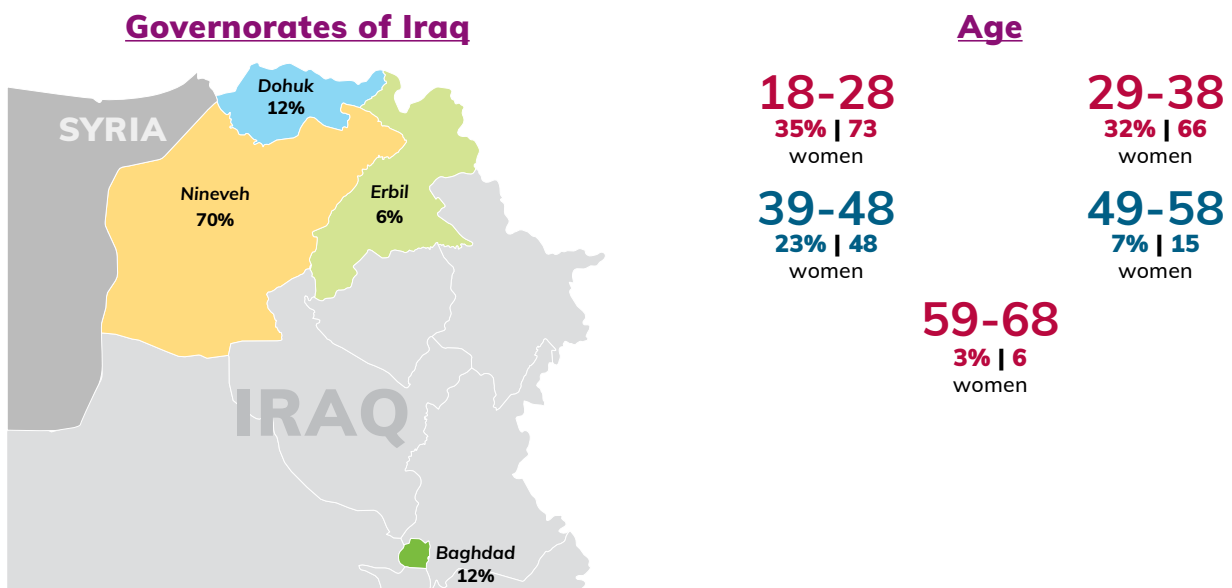 Governorates of Iraq
Dohuk
12%
SYRIA
Nineveh
70%
Erbil
6%
IRAQ
Baghdad
12%
Age
18-28
35% | 73
women
29-38
32% | 66
women
39-48
23% | 48
women
49-58
7% | 15
women
59-68
3% | 6
women